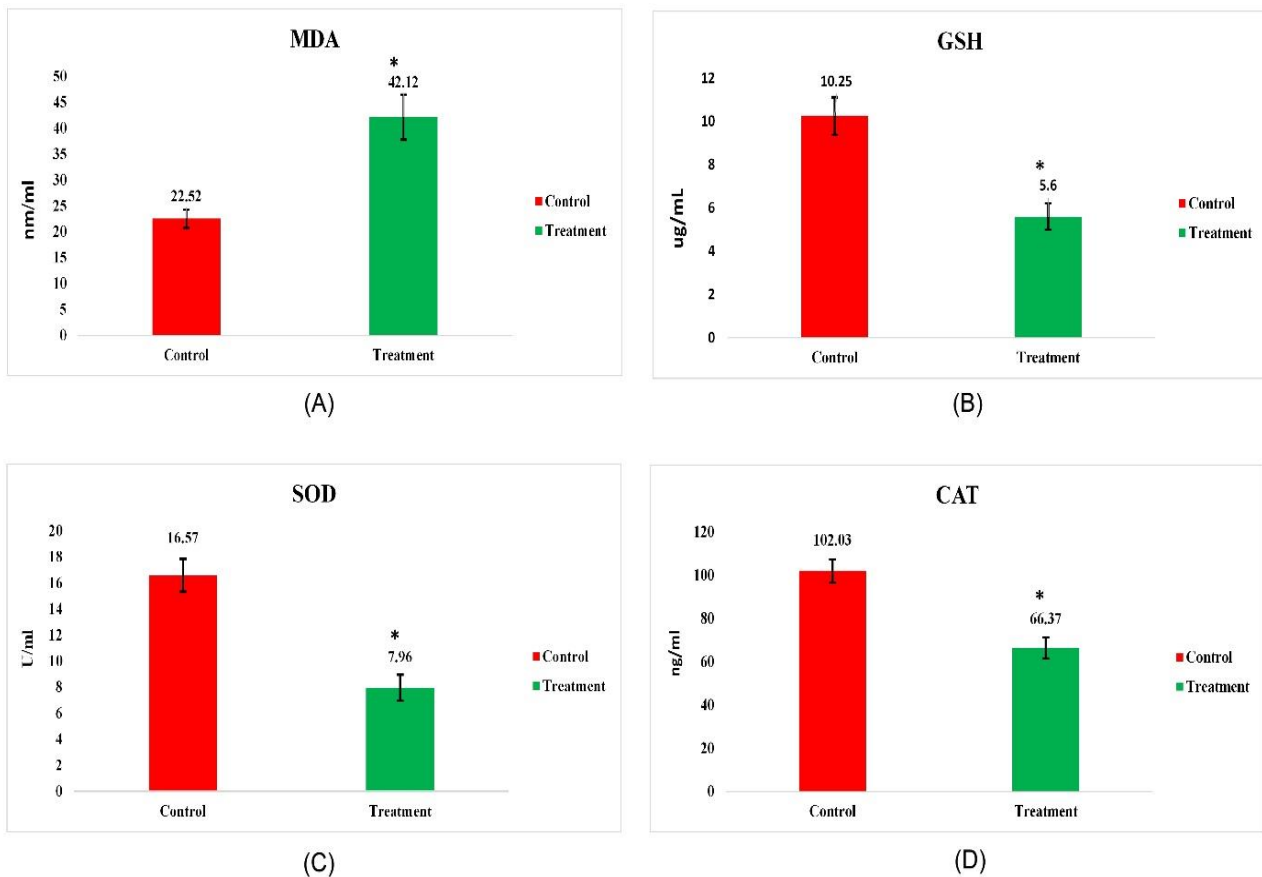 MDA
nm/ml
50
45
40
35
30
25
20
15
10
5
0
22.52
*
42.12
Control
Treatment
Control
Treatment
(A)
GSH
ug/mL
12
10
8
6
4
2
0
10.25
*
5.6
Control
Treatment
Control
Treatment
(B)
SOD
U/ml
20
18
16
14
12
10
8
6
4
2
0
16.57
*
7.96
Control
Treatment
Control
Treatment
(C)
CAT
ng/ml
120
100
80
60
40
20
0
102.03
*
66.37
Control
Treatment
Control
Treatment
(D)